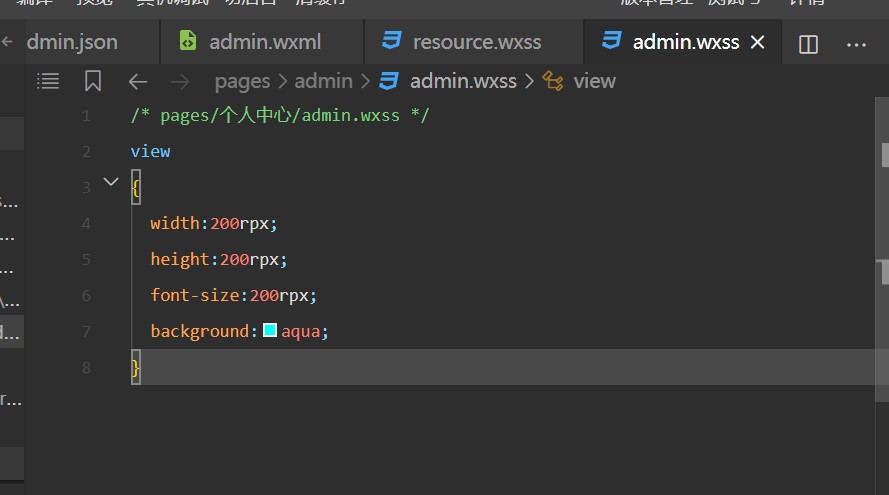 dmin.json admin.wxml resource.wxss admin.wxss
pages admin admin.wxss view
1 /* pages/个人中心/admin.wxss */
2 view
3 {
4 width:200rpx;
5 height:200rpx;
6 font-size:200rpx;
7 background: aqua;
8 }